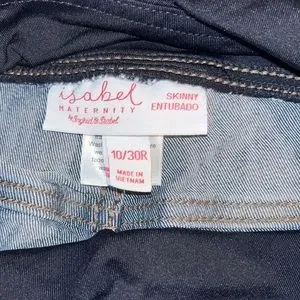 isabel
MATERNITY
by Ingrid & Isabel
SKINNY
ENTUBADO
10/30R
MADE IN
VIETNAM